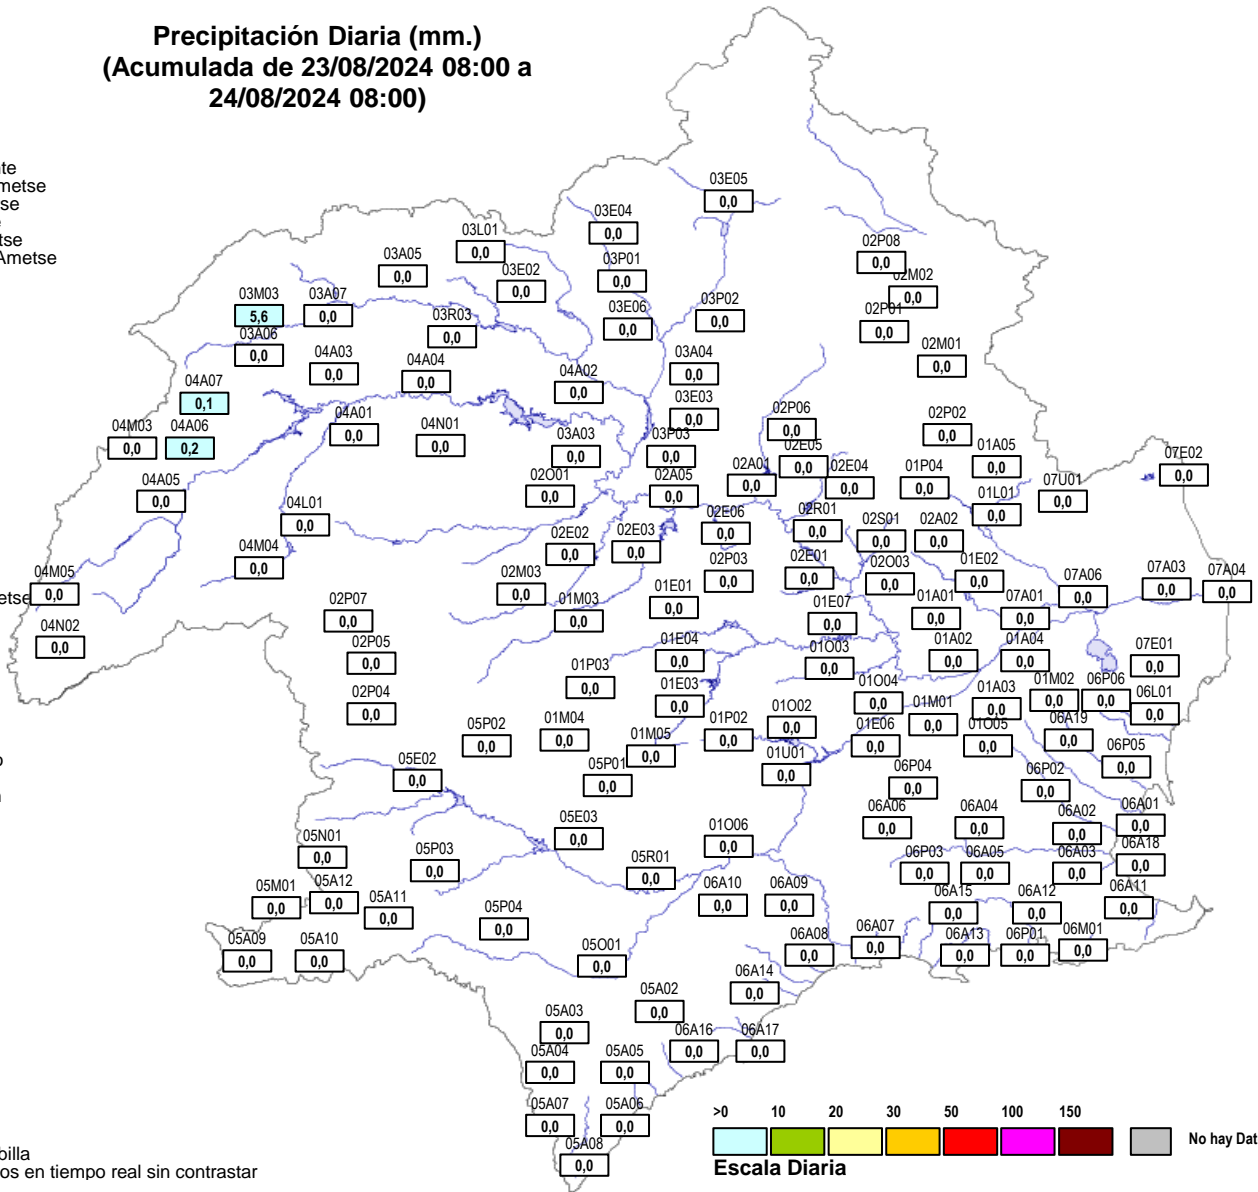 Precipitación Diaria (mm.)
(Acumulada de 23/08/2024 08:00 a
24/08/2024 08:00)
03E05
0,0
03E04
0,0
03L01
0,0
03A05
0,0
03P01
0,0
03E02
0,0
02P08
0,0
02M02
0,0
03M03
5,6
03A07
0,0
03P02
0,0
03E06
0,0
02P01
0,0
03R03
0,0
03A06
0,0
04A03
0,0
04A04
0,0
03A04
0,0
02M01
0,0
04A02
0,0
04A07
0,1
03E03
0,0
02P06
0,0
04A01
0,0
04M03
0,0
04A06
0,2
04N01
0,0
03A03
0,0
03P03
0,0
02P02
0,0
02E05
0,0
01A05
0,0
07E02
0,0
02O01
0,0
02A05
0,0
02A01
0,0
02E04
0,0
01P04
0,0
07U01
0,0
04A05
0,0
04L01
0,0
01L01
0,0
02E06
0,0
02R01
0,0
02S01
0,0
02A02
0,0
02E02
0,0
02E03
0,0
04M04
0,0
02P03
0,0
02E01
0,0
02O03
0,0
01E02
0,0
04M05
0,0
02M03
0,0
07A06
0,0
07A03
0,0
07A04
0,0
01E01
0,0
01M03
0,0
02P07
0,0
01E07
0,0
01A01
0,0
07A01
0,0
04N02
0,0
02P05
0,0
01E04
0,0
01O03
0,0
01A02
0,0
01A04
0,0
07E01
0,0
01P03
0,0
01E03
0,0
02P04
0,0
01O04
0,0
01A03
0,0
01M02
0,0
06P06
0,0
06L01
0,0
01M01
0,0
01O02
0,0
05P02
0,0
01M04
0,0
01P02
0,0
01E06
0,0
01O05
0,0
06A19
0,0
01M05
0,0
06P05
0,0
05E02
0,0
05P01
0,0
01U01
0,0
06P04
0,0
06P02
0,0
05E03
0,0
06A06
0,0
06A04
0,0
06A02
0,0
06A01
0,0
05N01
0,0
01O06
0,0
05P03
0,0
05R01
0,0
06P03
0,0
06A05
0,0
06A03
0,0
06A18
0,0
05M01
0,0
05A12
0,0
05A11
0,0
06A10
0,0
06A09
0,0
06A15
0,0
06A12
0,0
06A11
0,0
05P04
0,0
05A09
0,0
05A10
0,0
05O01
0,0
06A08
0,0
06A07
0,0
06A13
0,0
06P01
0,0
06M01
0,0
06A14
0,0
05A02
0,0
05A03
0,0
06A16
0,0
06A17
0,0
05A04
0,0
05A05
0,0
05A07
0,0
05A06
0,0
05A08
0,0
>0 10 20 30 50 100 150
No hay Dat
Escala Diaria
os en tiempo real sin contrastar